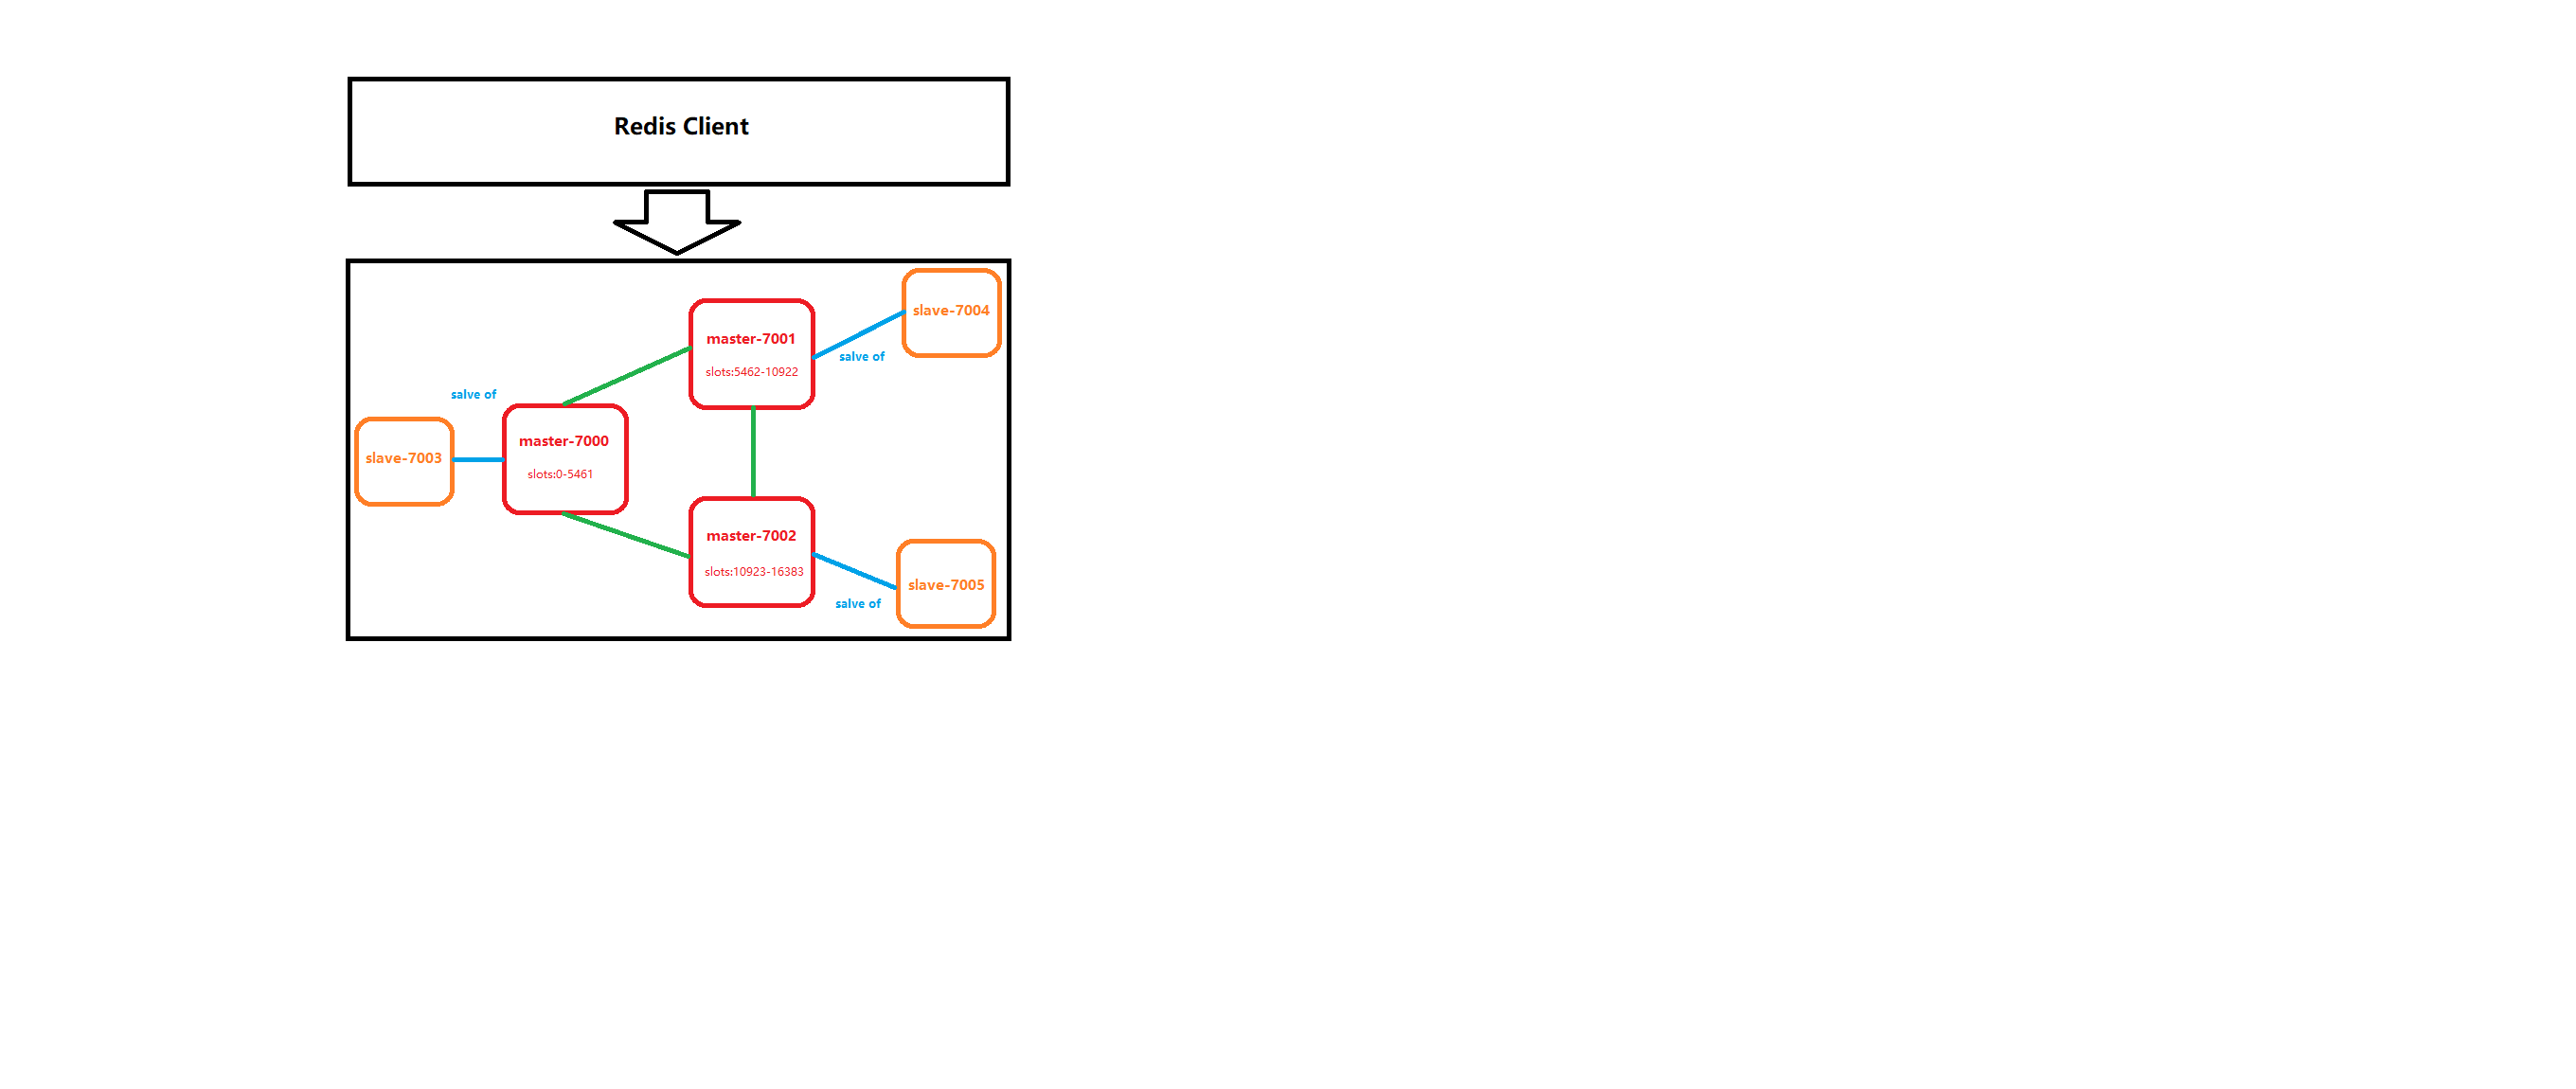 Redis Client
slave-7004
master-7001
salve of
slots:5462-10922
salve of
master-7000
slave-7003
slots:0-5461
master-7002
slots:10923-16383
slave-7005
salve of